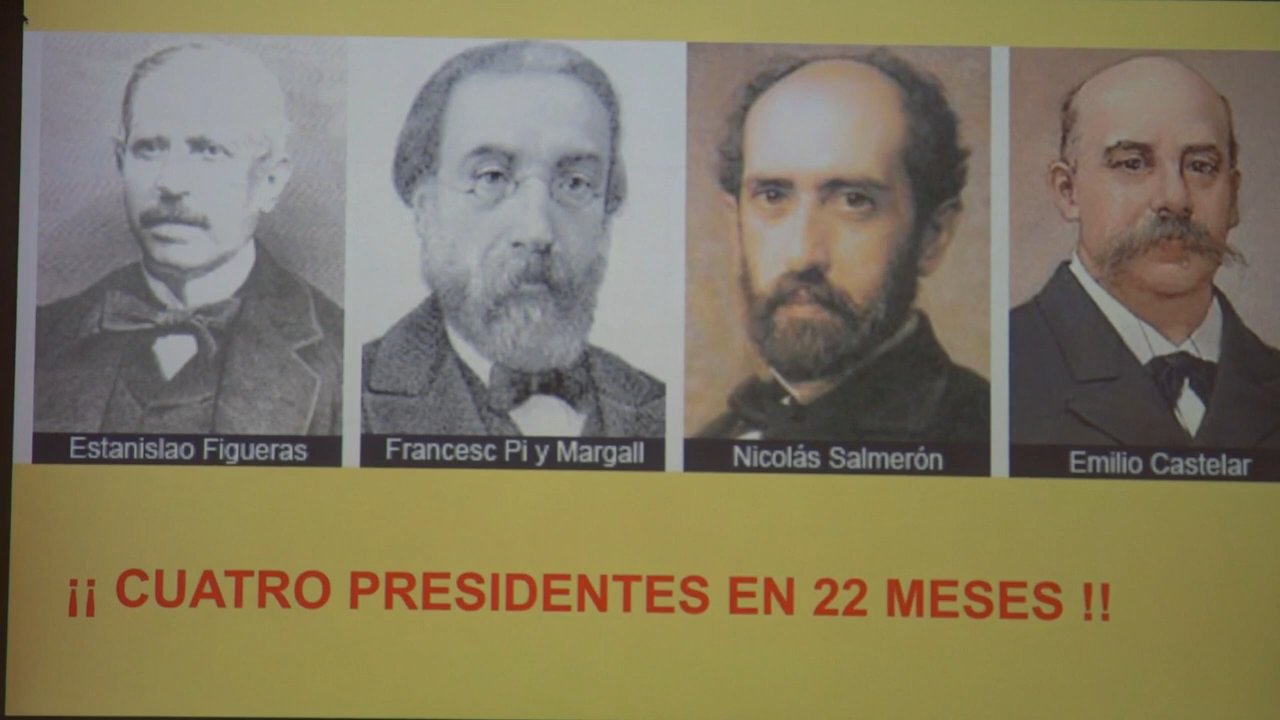 Estanislao Figueras
Francesc Pi y Margall
Nicolás Salmerón
Emilio Castelar
¡¡ CUATRO PRESIDENTES EN 22 MESES !!